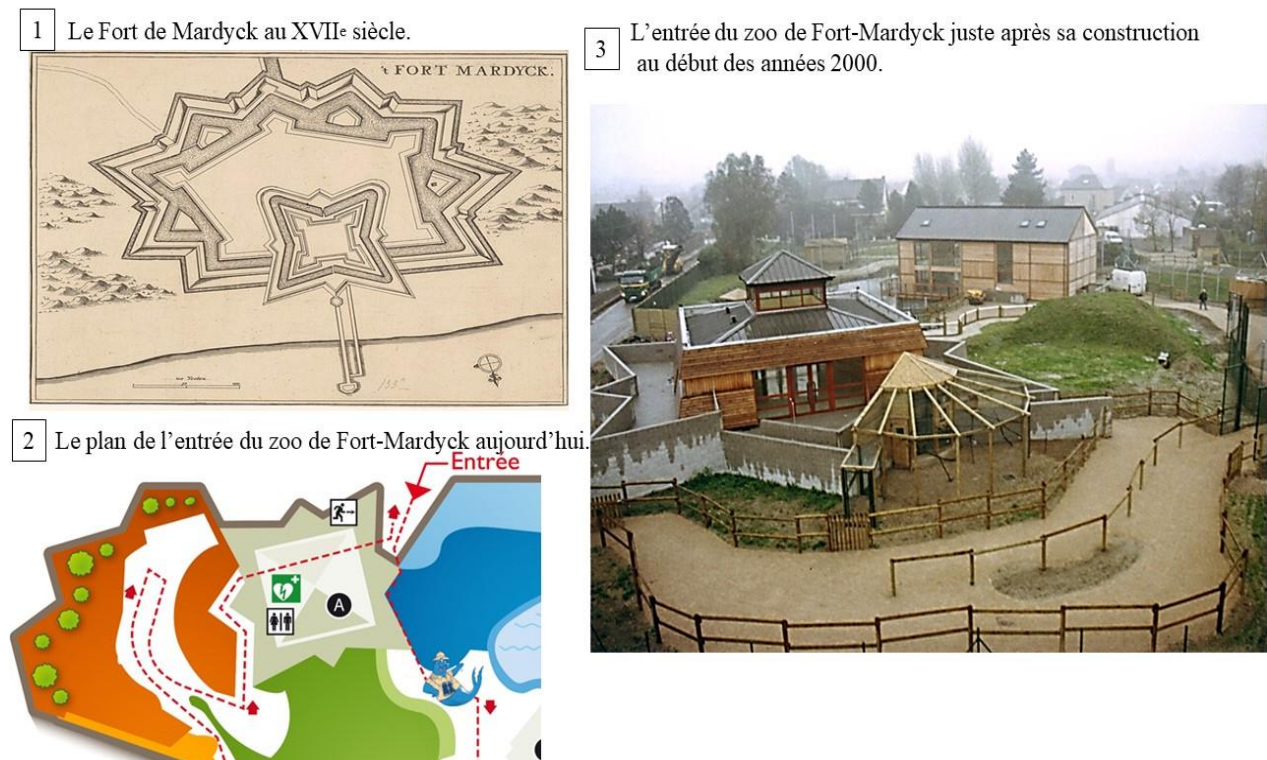 1 Le Fort de Mardyck au XVIIe siècle.
't FORT MARDYCK.
2 Le plan de l’entrée du zoo de Fort-Mardyck aujourd’hui.
Entrée
A
3 L’entrée du zoo de Fort-Mardyck juste après sa construction
au début des années 2000.